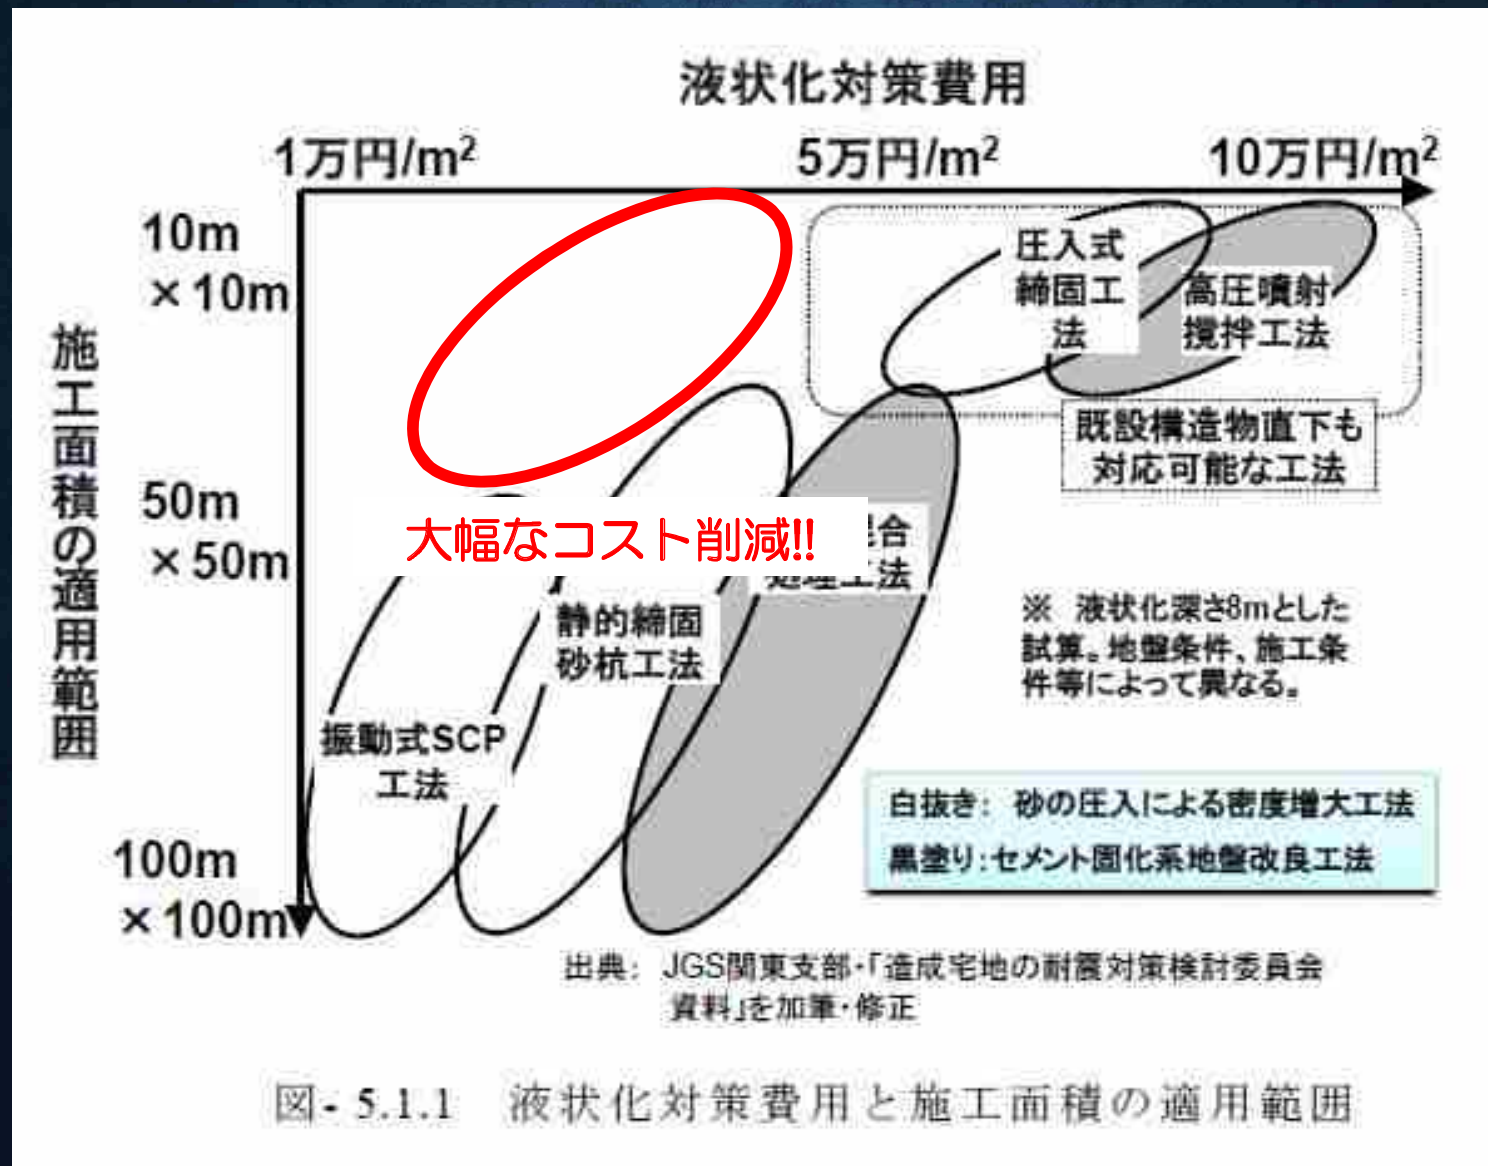 液状化対策費用
1万円/m²
5万円/m²
10万円/m²
施工面積の適用範囲
10m
×10m
50m
×50m
100m
×100m
圧入式
締固工
法
高圧噴射
撹拌工法
既設構造物直下も
対応可能な工法
大幅なコスト削減!!
混合
処理工法
静的締固
砂杭工法
振動式SCP
工法
※ 液状化深さ8mとした
試算。地盤条件、施工条
件等によって異なる。
白抜き： 砂の圧入による密度増大工法
黒塗り：セメント固化系地盤改良工法
出典： JGS関東支部・「造成宅地の耐震対策検討委員会
資料」を加筆・修正
図- 5.1.1 液状化対策費用と施工面積の適用範囲